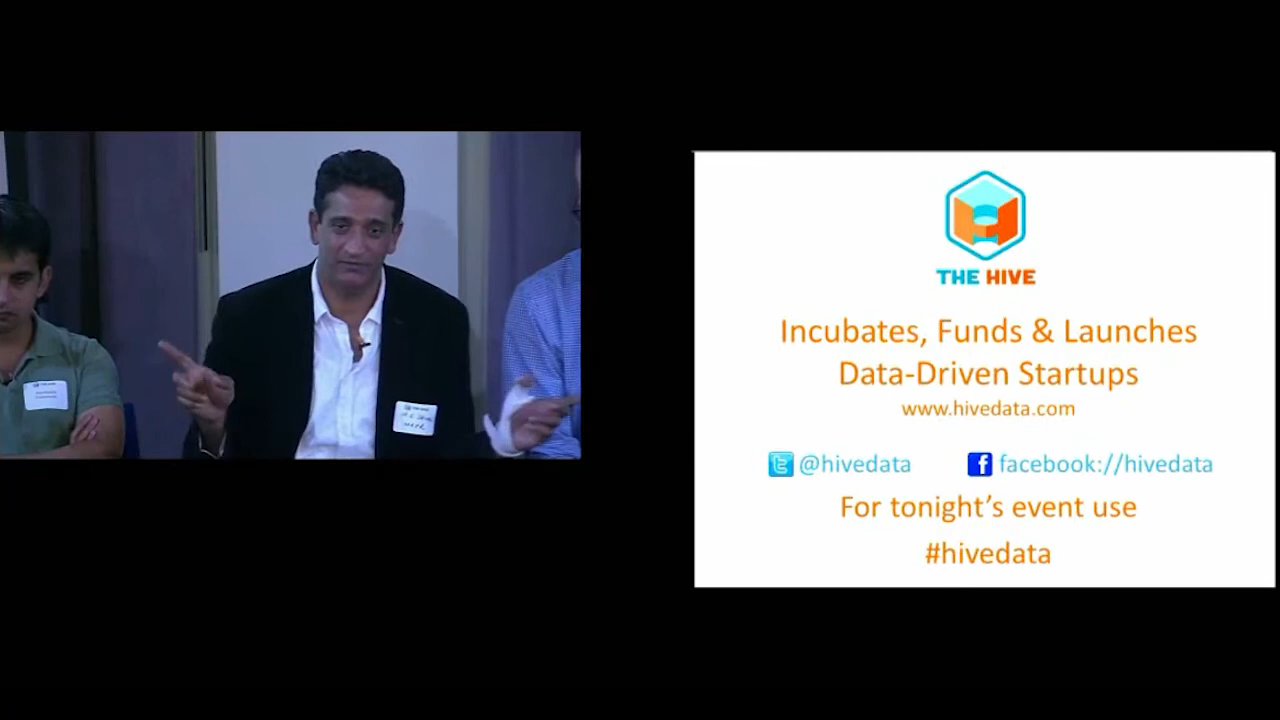 THE HIVE
Incubates, Funds & Launches
Data-Driven Startups
www.hivedata.com
@hivedata
facebook://hivedata
For tonight's event use
#hivedata